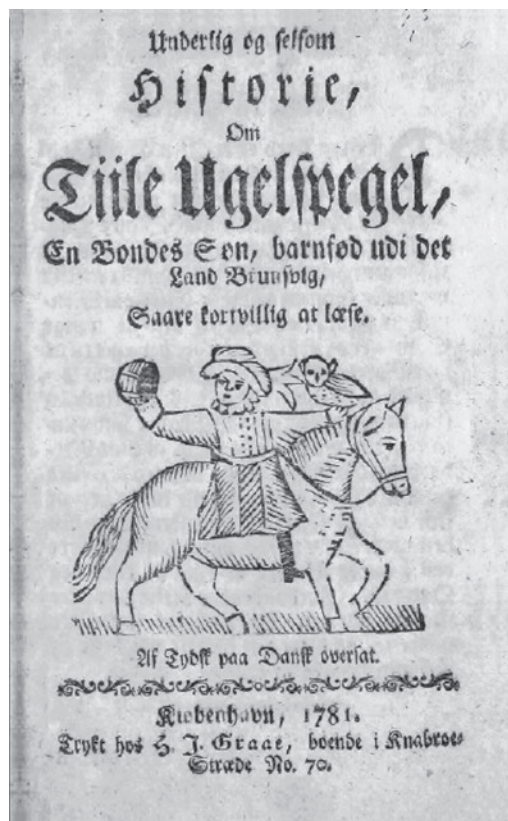 Underlig og selsom
Historie,
Om
Tiile Ugelspegel,
En Bondes Søn, barnfød udi det
Land Brunsvig,
Saare kortvillig at læse.
Af Tydsk paa Dansk oversat.
Kiøbenhavn, 1781.
Trykt hos H. J. Graae, boende i Knabroe-
Stræde No. 70.